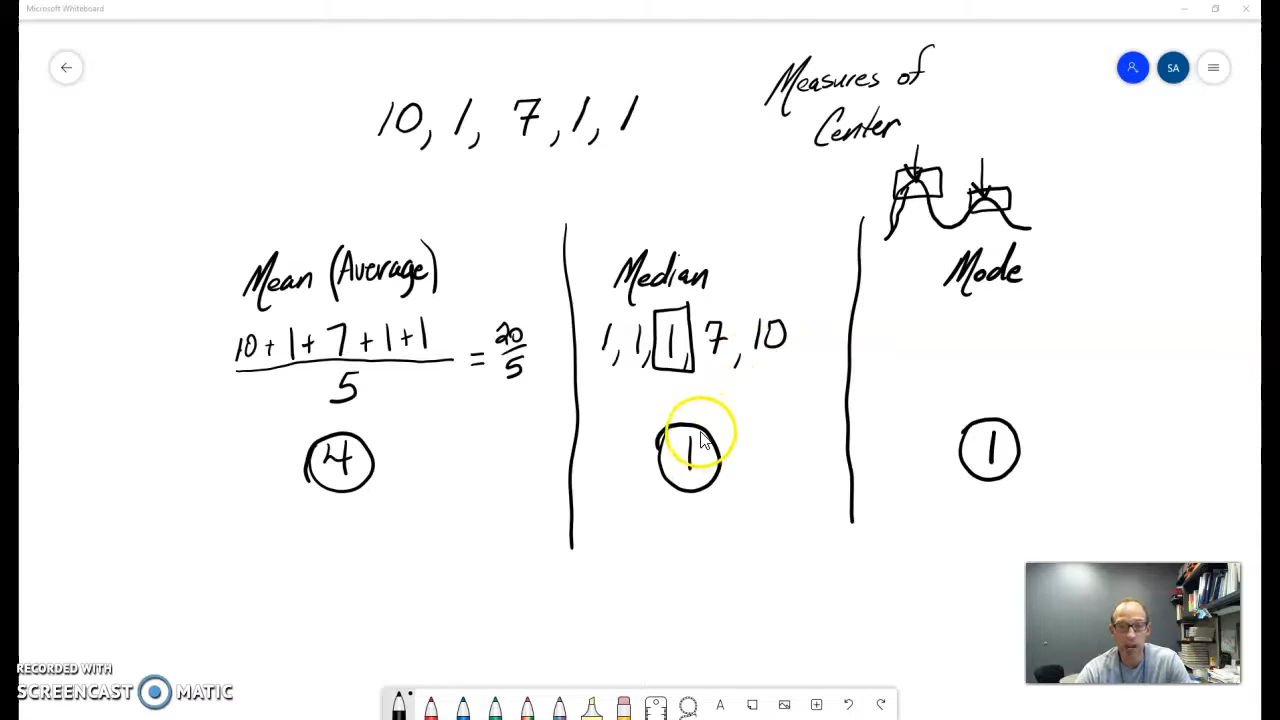 Microsoft Whiteboard
SA
Measures of
Center
10, 1, 7, 1, 1
Mean (Average)
10 + 1 + 7 + 1 + 1
5
= 20
5
4
Median
1, 1, 1, 7, 10
1
Mode
1
RECORDED WITH
SCREENCAST MATIC
A